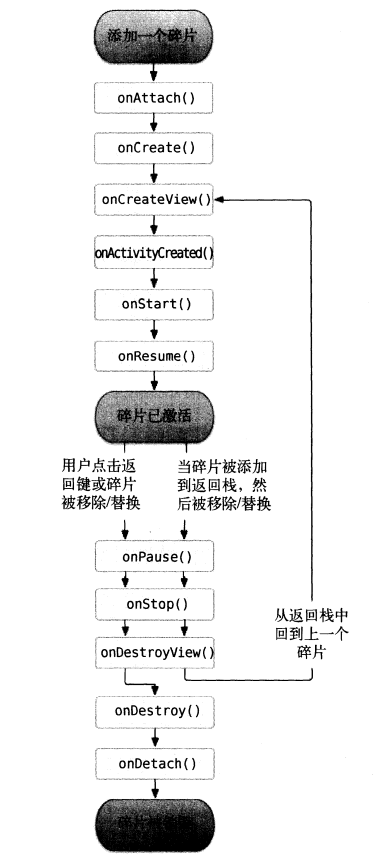 添加一个碎片
onAttach()
onCreate()
onCreateView()
onActivityCreated()
onStart()
onResume()
碎片已激活
用户点击返
回键或碎片
被移除/替换
当碎片被添加
到返回栈，然
后被移除/替换
onPause()
onStop()
onDestroyView()
从返回栈中
回到上一个
碎片
onDestroy()
onDetach()